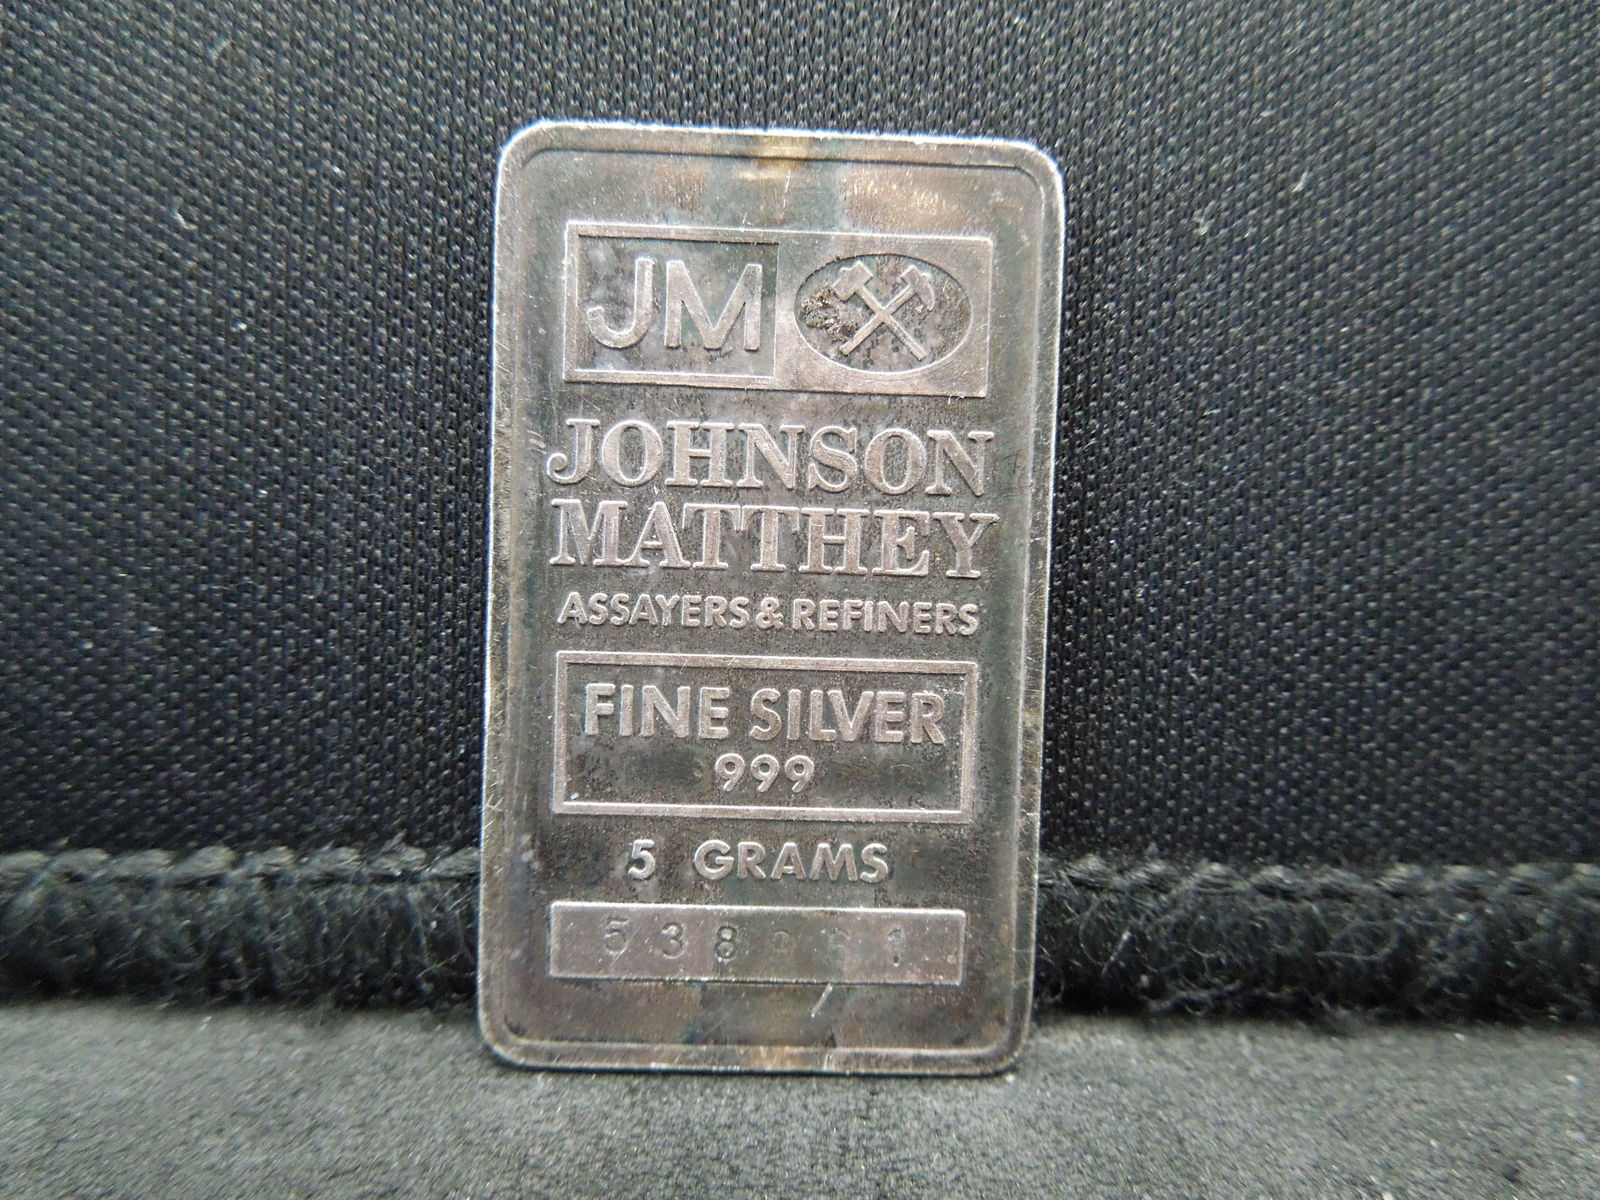 JM
JOHNSON
MATTHEY
ASSAYERS & REFINERS
FINE SILVER
999
5 GRAMS